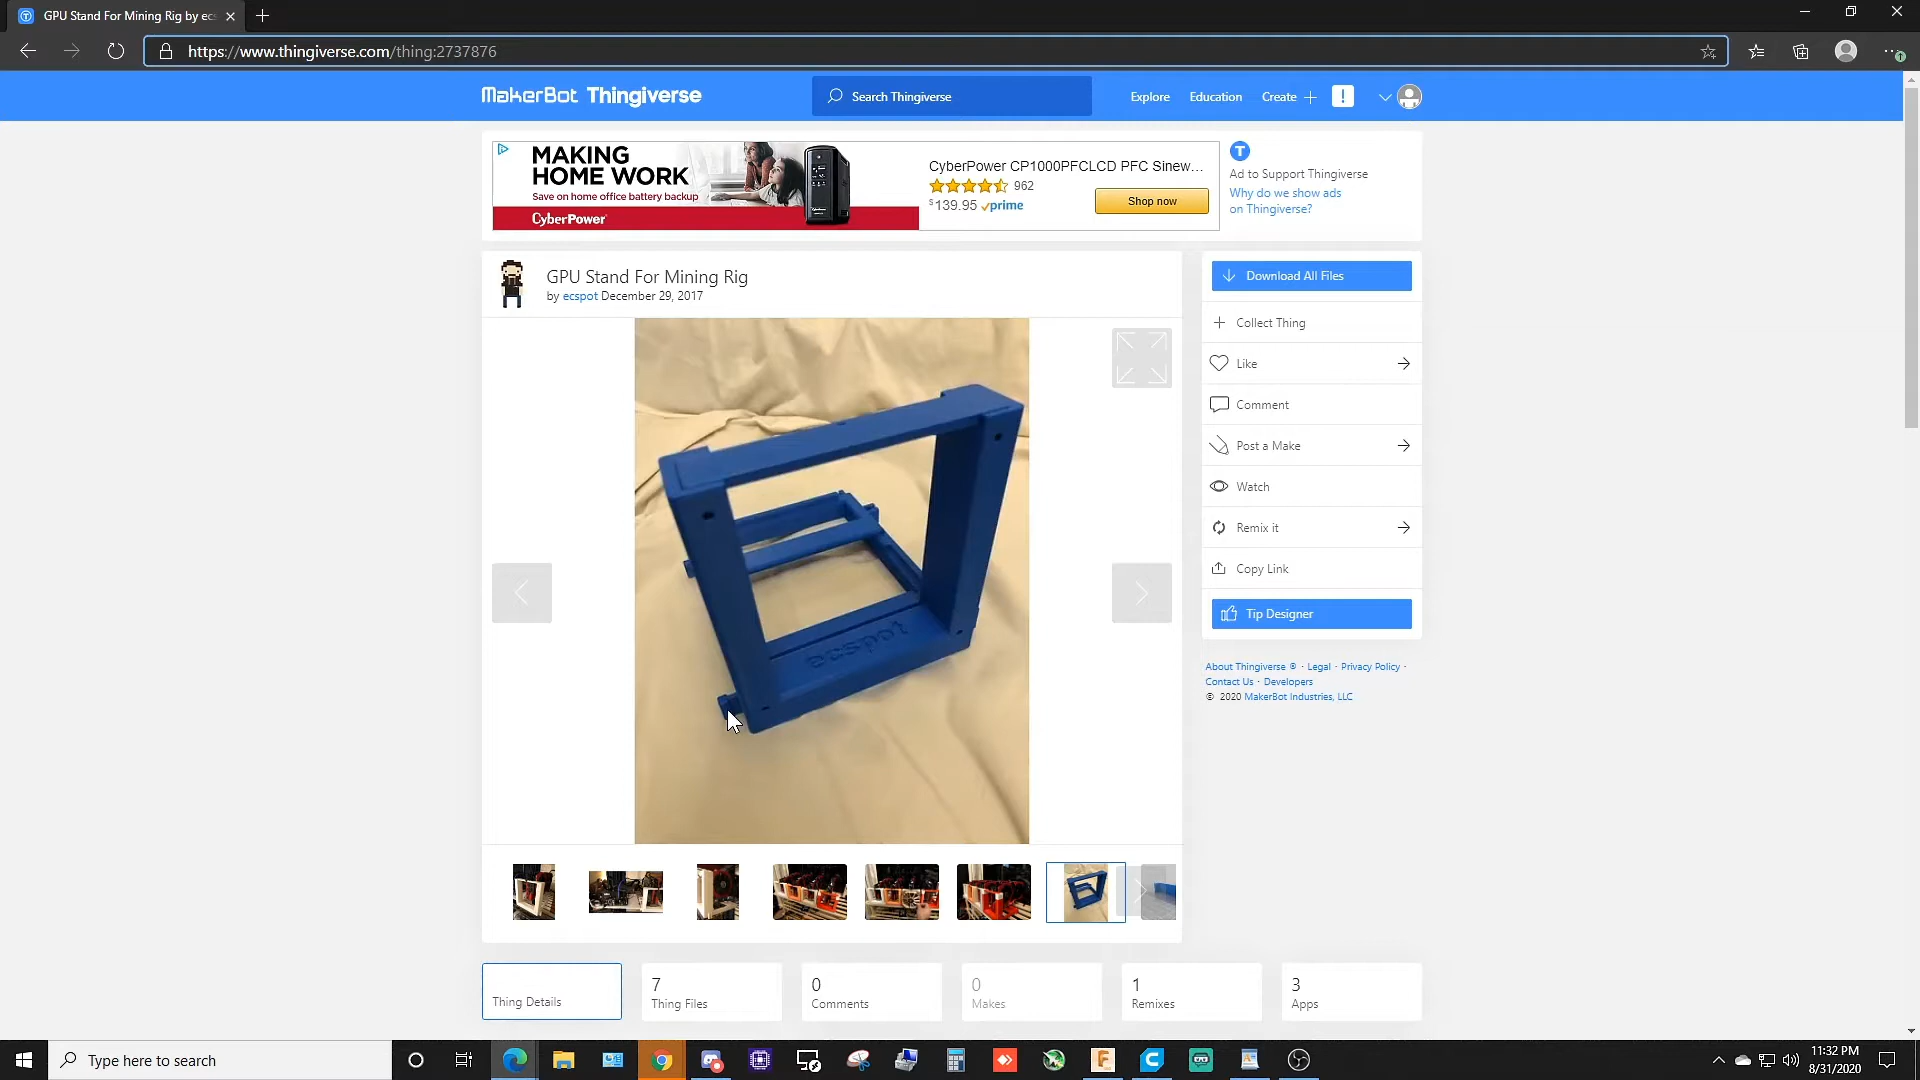 GPU Stand For Mining Rig by ecs
https://www.thingiverse.com/thing:2737876
MakerBot Thingiverse
Search Thingiverse
Explore
Education
Create
MAKING
HOME WORK
Save on home office battery backup
CyberPower
CyberPower CP1000PFCLCD PFC Sinew...
962
$139.95 prime
Shop now
Ad to Support Thingiverse
Why do we show ads
on Thingiverse?
GPU Stand For Mining Rig
by ecspot December 29, 2017
Download All Files
Collect Thing
Like
Comment
Post a Make
Watch
Remix it
Copy Link
Tip Designer
About Thingiverse ® · Legal · Privacy Policy ·
Contact Us · Developers
© 2020 MakerBot Industries, LLC
ecspot
Thing Details
7
Thing Files
0
Comments
0
Makes
1
Remixes
3
Apps
Type here to search
11:32 PM
8/31/2020